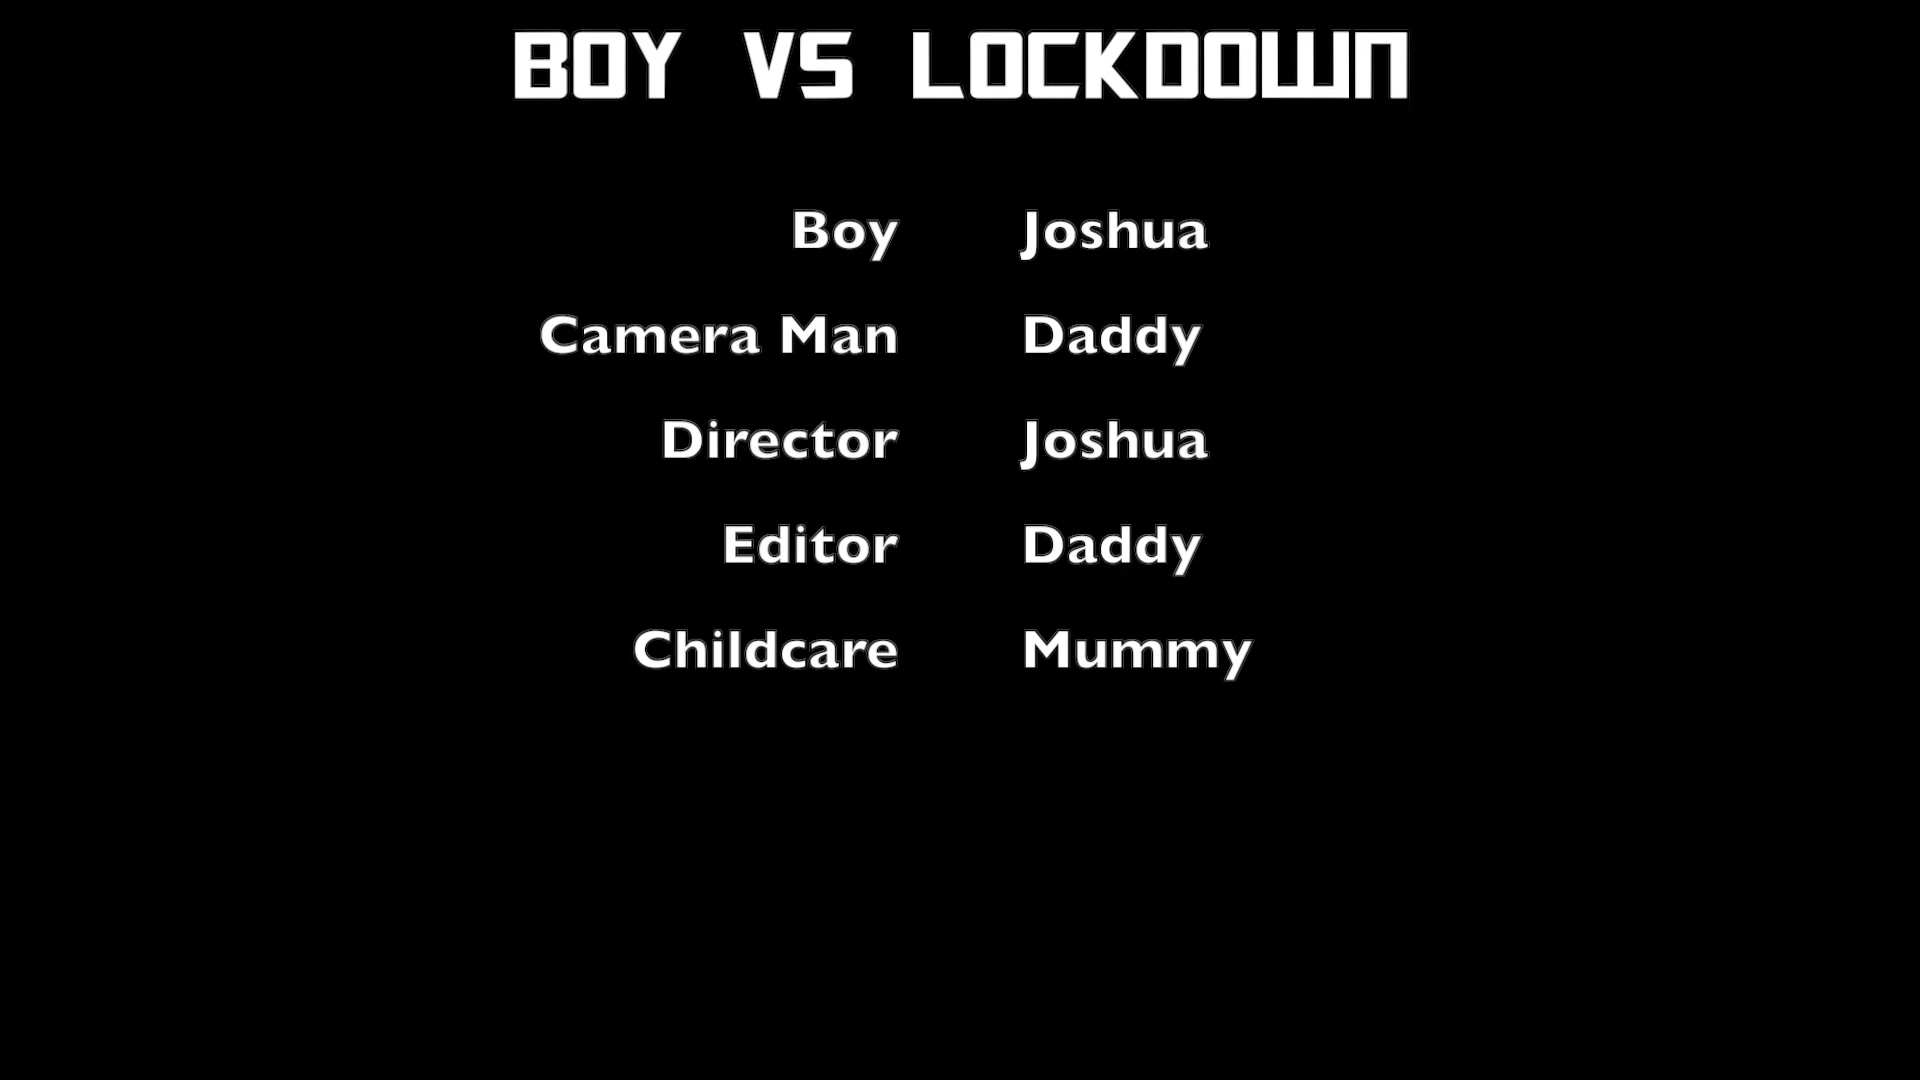 BOY VS LOCKDOWN
Boy Joshua
Camera Man Daddy
Director Joshua
Editor Daddy
Childcare Mummy